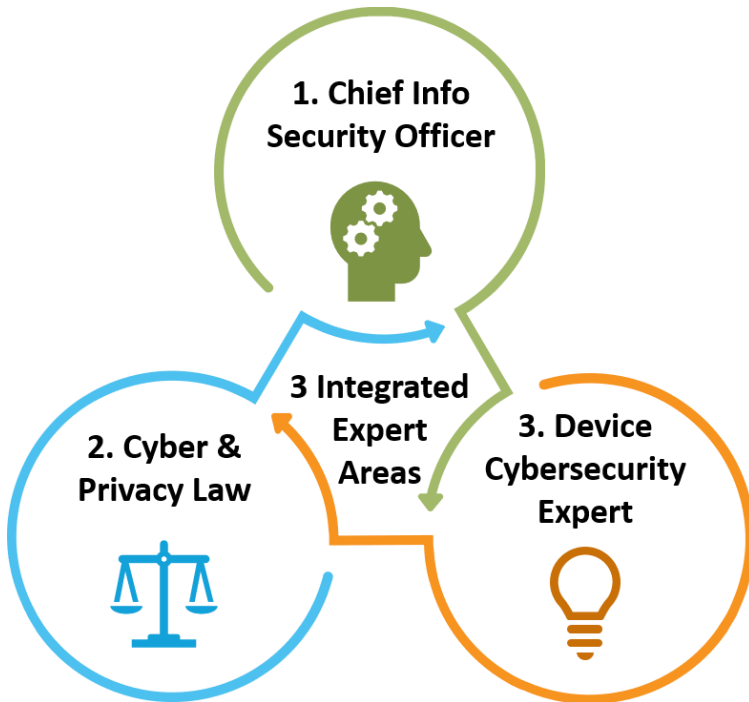 1. Chief Info
Security Officer
3 Integrated
Expert
Areas
2. Cyber &
Privacy Law
3. Device
Cybersecurity
Expert